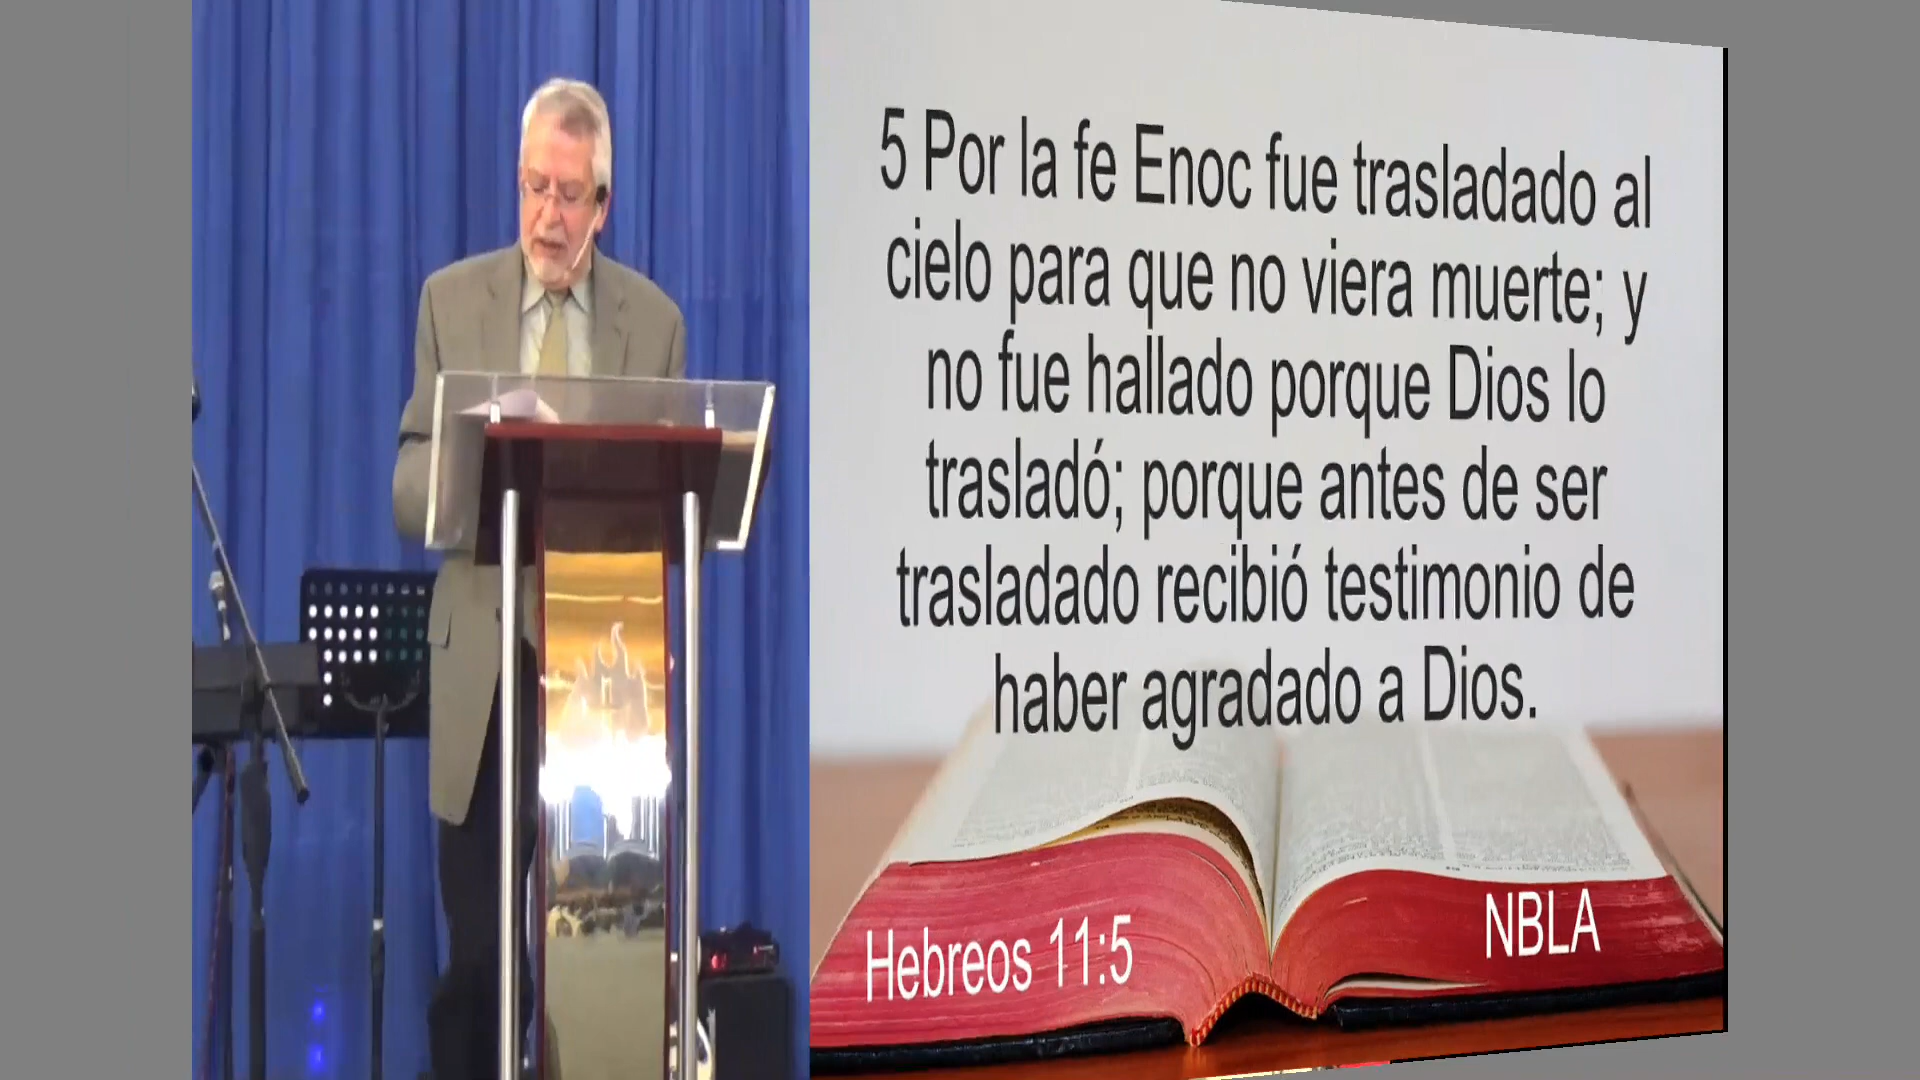 5 Por la fe Enoc fue trasladado al
cielo para que no viera muerte; y
no fue hallado porque Dios lo
trasladó; porque antes de ser
trasladado recibió testimonio de
haber agradado a Dios.
Hebreos 11:5
NBLA